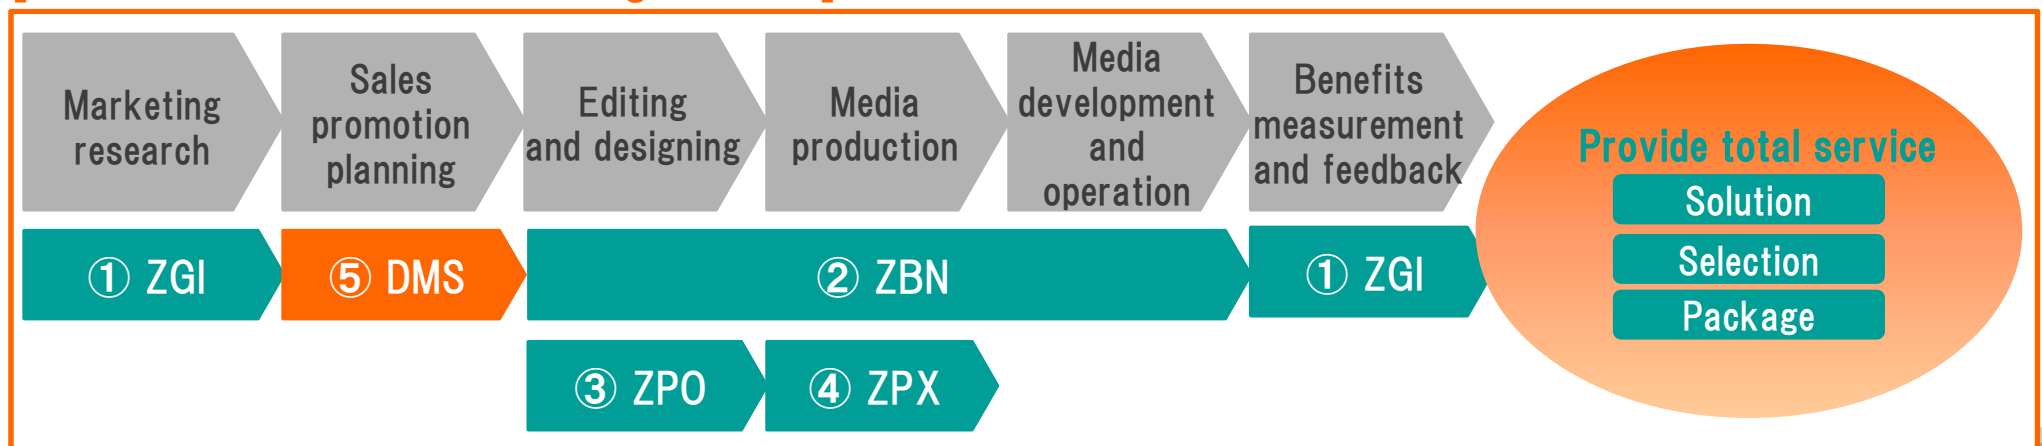 Marketing
research
Sales
promotion
planning
Editing
and designing
Media
production
Media
development
and
operation
Benefits
measurement
and feedback
Provide total service
Solution
Selection
Package
① ZGI
⑤ DMS
② ZBN
① ZGI
③ ZPO
④ ZPX